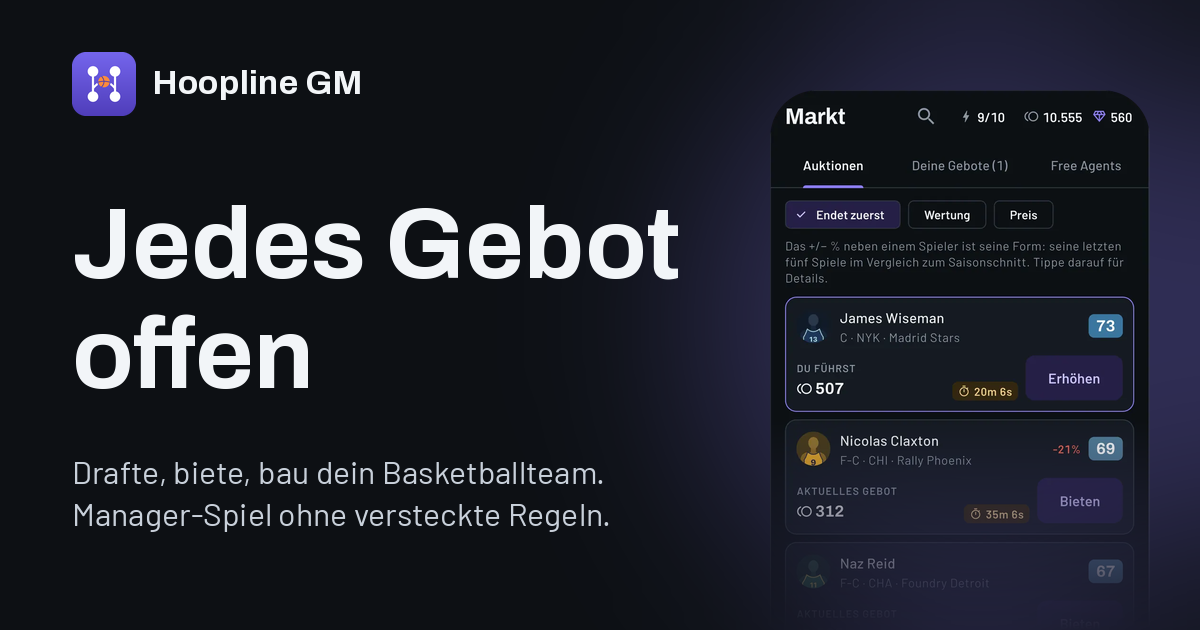 Hoopline GM
Jedes Gebot
offen
Drafte, biete, bau dein Basketballteam.
Manager-Spiel ohne versteckte Regeln.
Markt
9/10
10.555
560
Auktionen
Deine Gebote (1)
Free Agents
Endet zuerst
Wertung
Preis
Das +/− % neben einem Spieler ist seine Form: seine letzten
fünf Spiele im Vergleich zum Saisonschnitt. Tippe darauf für
Details.
13
James Wiseman
C · NYK · Madrid Stars
73
DU FÜHRST
507
20m 6s
Erhöhen
Nicolas Claxton
F-C · CHI · Rally Phoenix
-21%
69
AKTUELLES GEBOT
312
35m 6s
Bieten
Naz Reid
F-C · CHA · Foundry Detroit
67
AKTUELLES GEBOT
Bieten